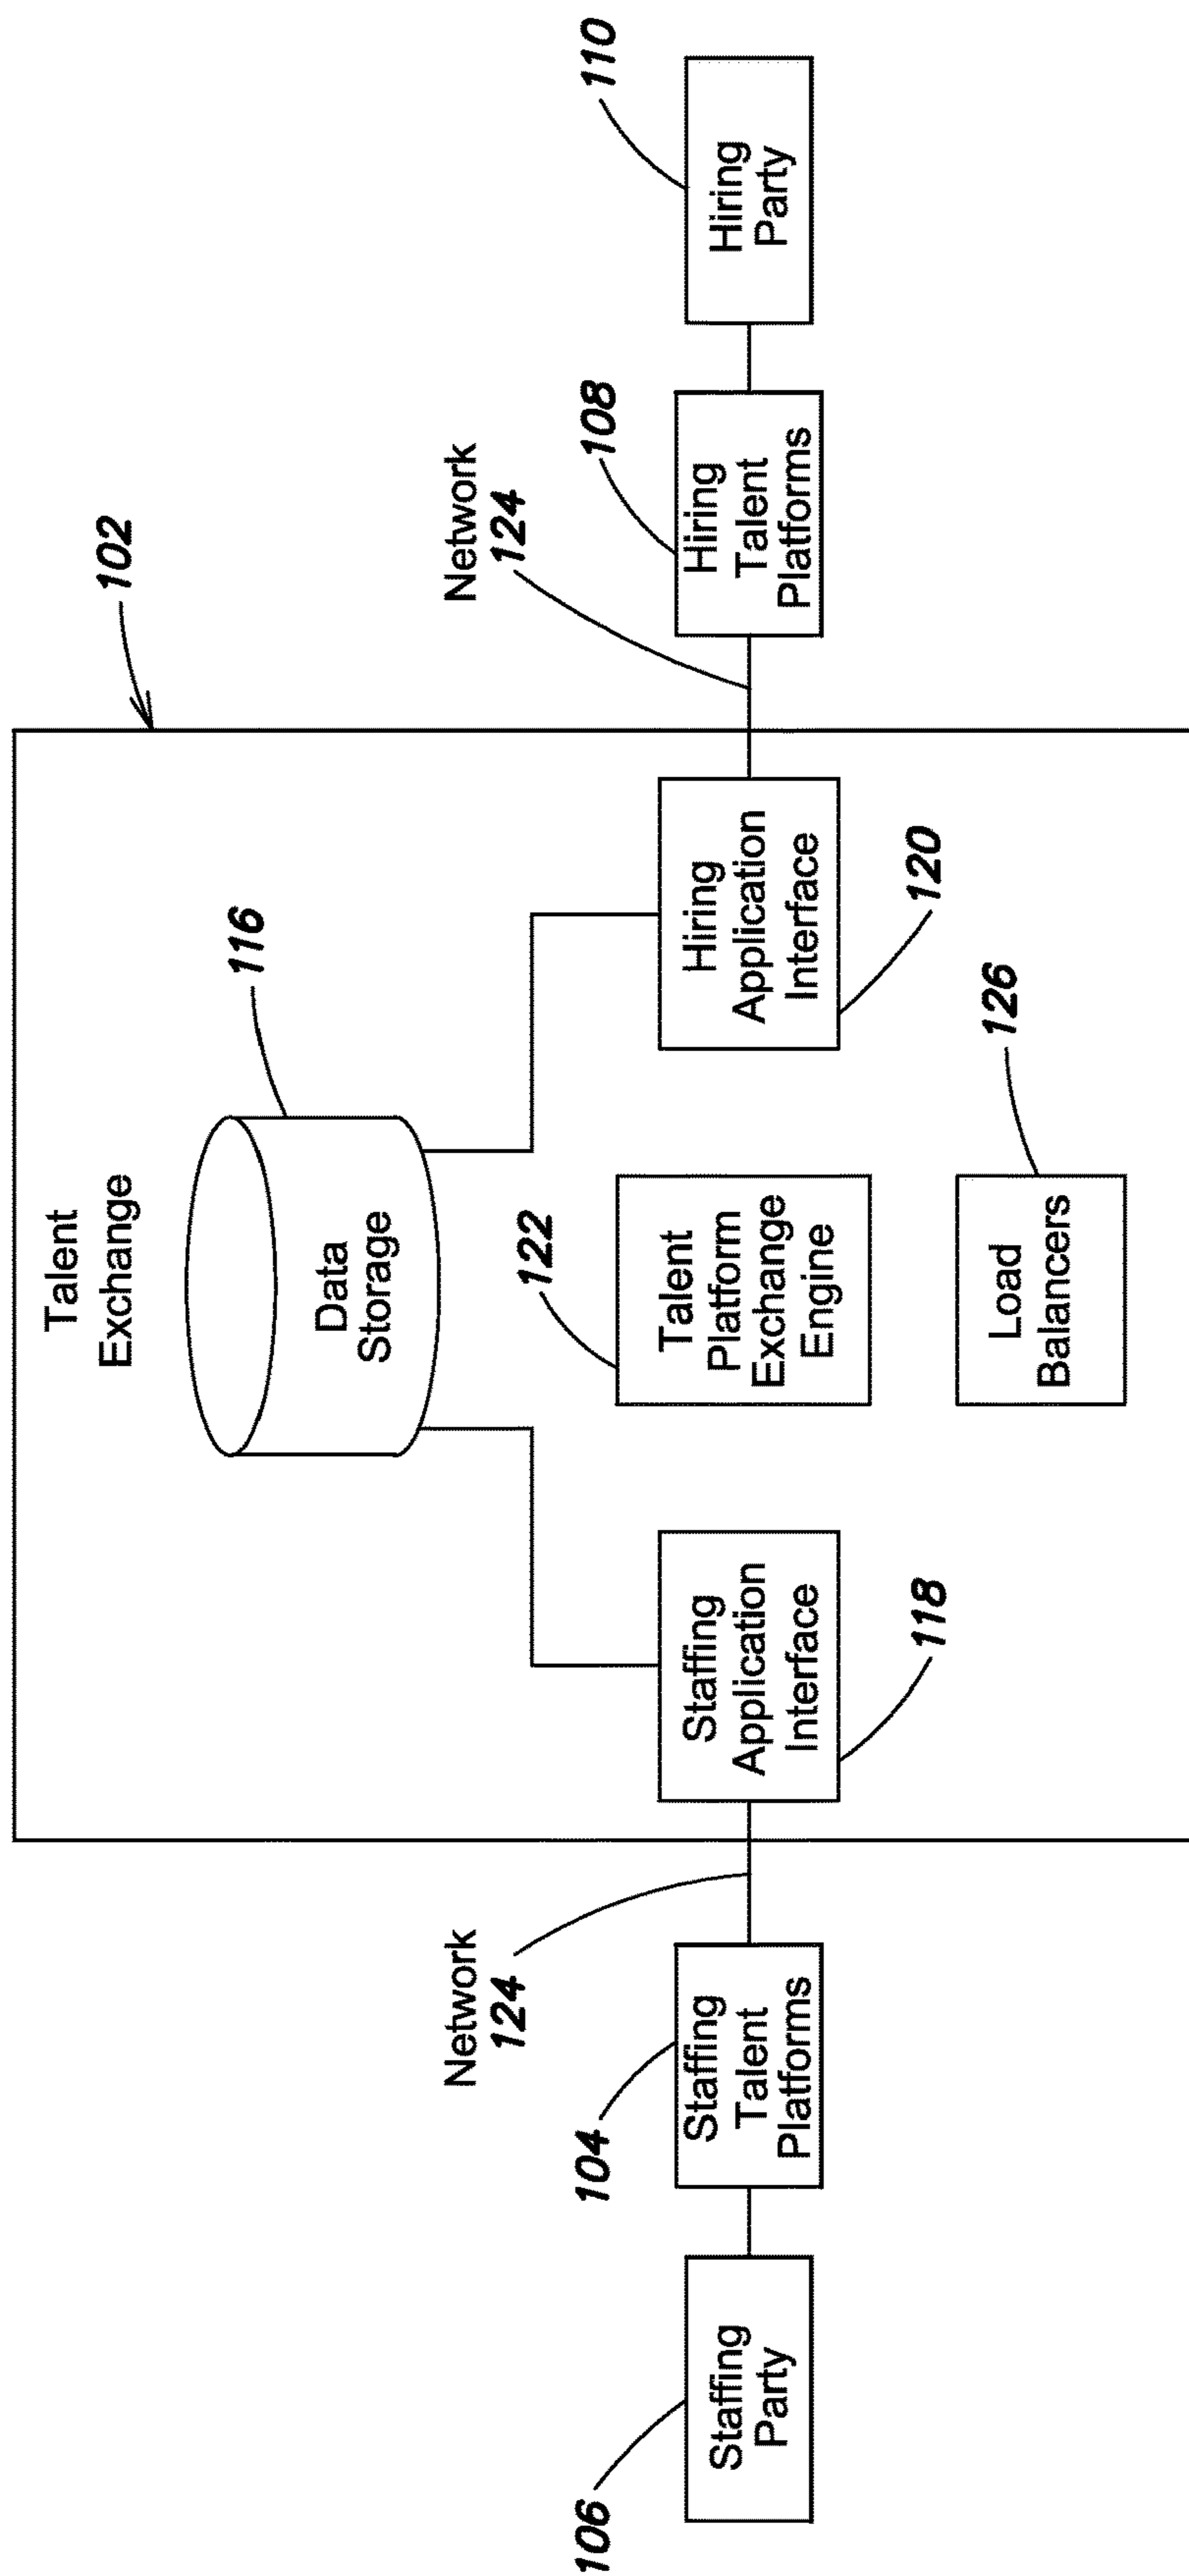 Talent
Exchange
102
116
Data
Storage
Network
124
Network
124
106
Staffing
Party
104
Staffing
Talent
Platforms
Staffing
Application
Interface
118
122
Talent
Platform
Exchange
Engine
Hiring
Application
Interface
120
108
Hiring
Talent
Platforms
110
Hiring
Party
126
Load
Balancers